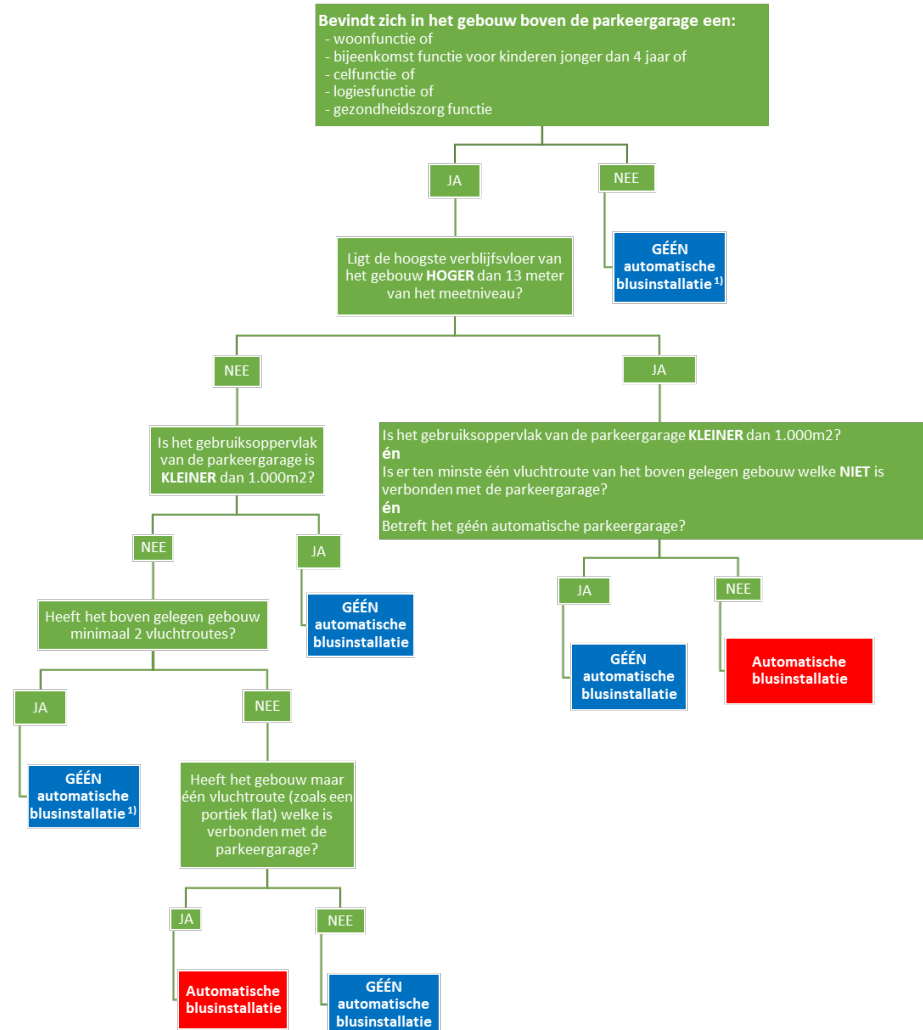 Bevindt zich in het gebouw boven de parkeergarage een:
- woonfunctie of
- bijeenkomst functie voor kinderen jonger dan 4 jaar of
- celfunctie of
- logiesfunctie of
- gezondheidszorg functie
JA
NEE
Ligt de hoogste verblijfsvloer van
het gebouw HOGER dan 13 meter
van het meetniveau?
GÉÉN
automatische
blusinstallatie 1)
NEE
JA
Is het gebruiksoppervlak
van de parkeergarage is
KLEINER dan 1.000m2?
Is het gebruiksoppervlak van de parkeergarage KLEINER dan 1.000m2?
én
Is er ten minste één vluchtroute van het boven gelegen gebouw welke NIET is
verbonden met de parkeergarage?
én
Betreft het géén automatische parkeergarage?
NEE
JA
JA
NEE
Heeft het boven gelegen gebouw
minimaal 2 vluchtroutes?
GÉÉN
automatische
blusinstallatie
GÉÉN
automatische
blusinstallatie
Automatische
blusinstallatie
JA
NEE
GÉÉN
automatische
blusinstallatie 1)
Heeft het gebouw maar
één vluchtroute (zoals een
portiek flat) welke is
verbonden met de
parkeergarage?
JA
NEE
Automatische
blusinstallatie
GÉÉN
automatische
blusinstallatie